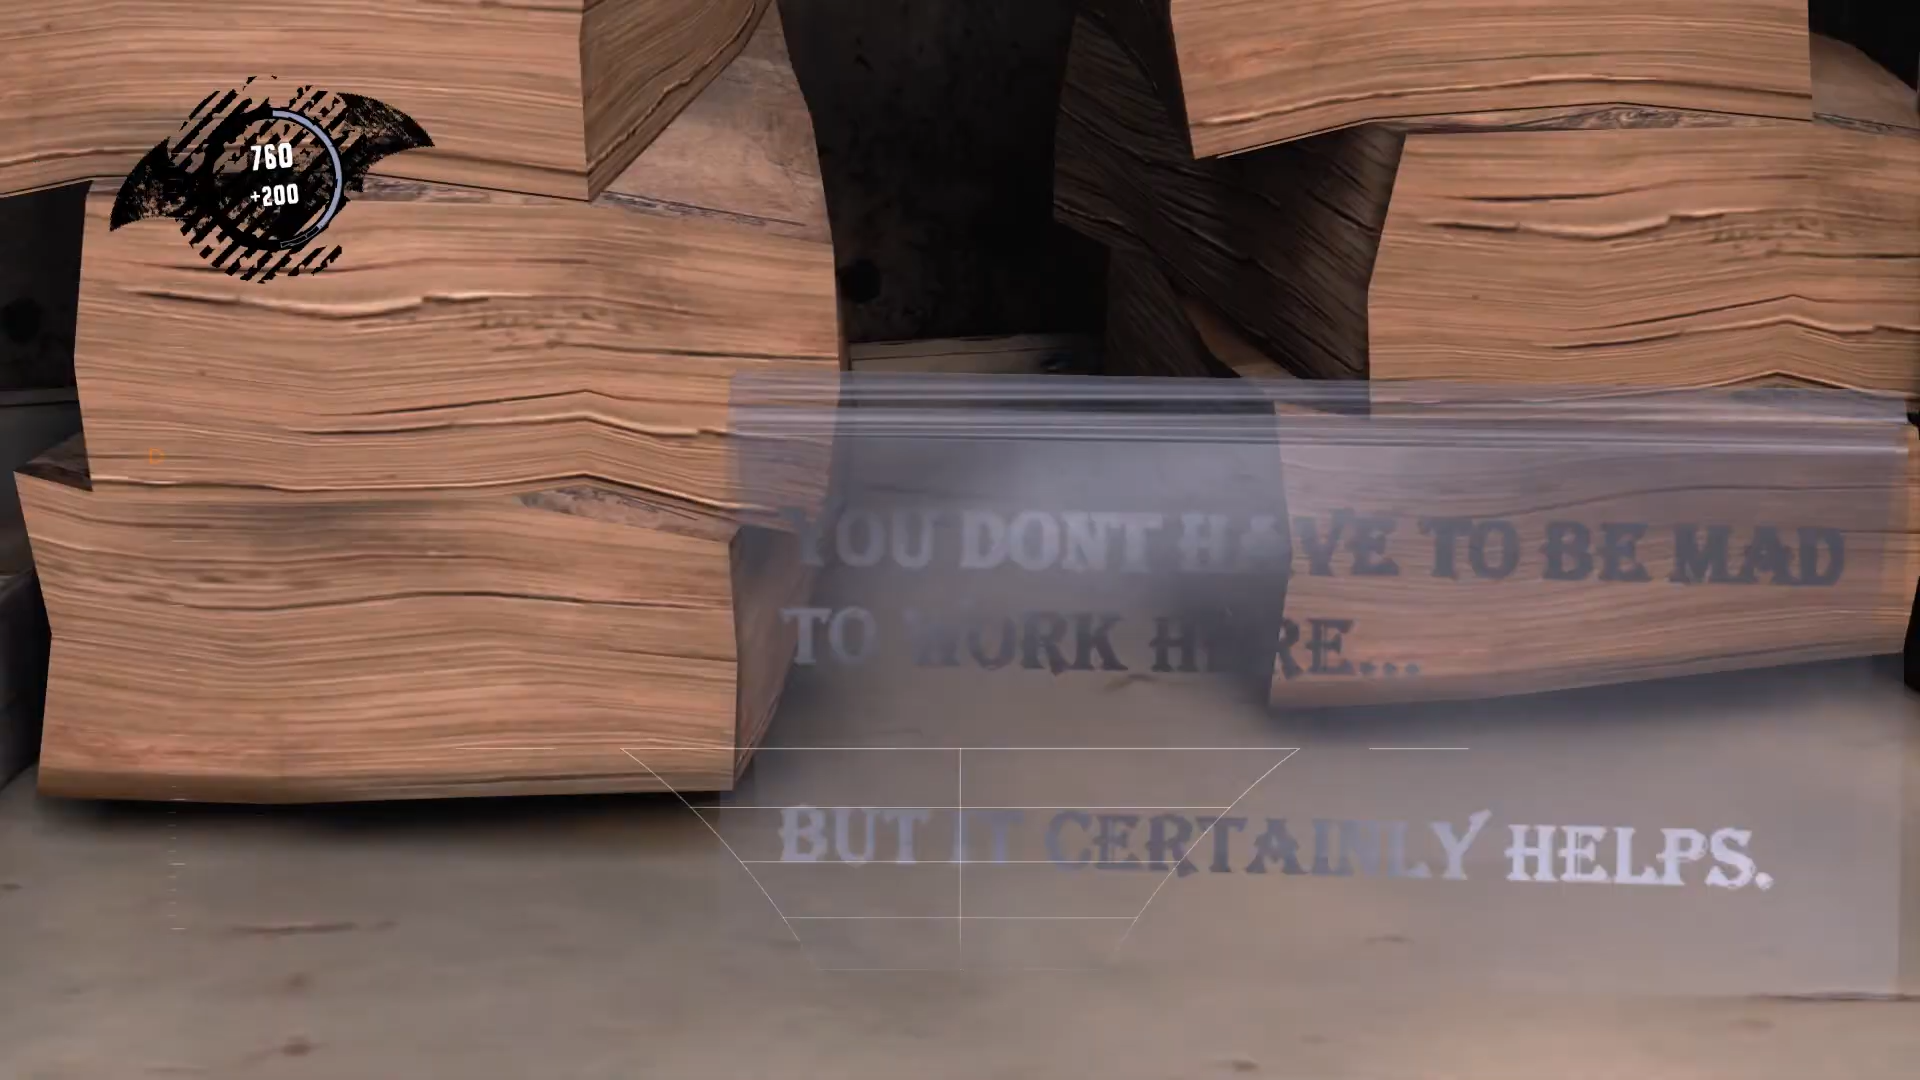 760
+200
YOU DONT HAVE TO BE MAD
TO WORK HERE...
BUT IT CERTAINLY HELPS.